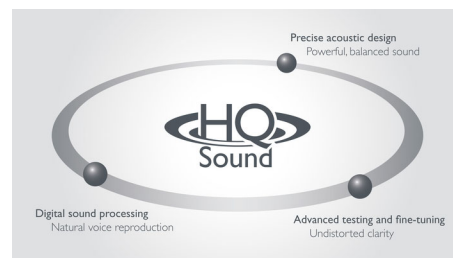 Precise acoustic design
Powerful, balanced sound
HQ
Sound
Digital sound processing
Natural voice reproduction
Advanced testing and fine-tuning
Undistorted clarity